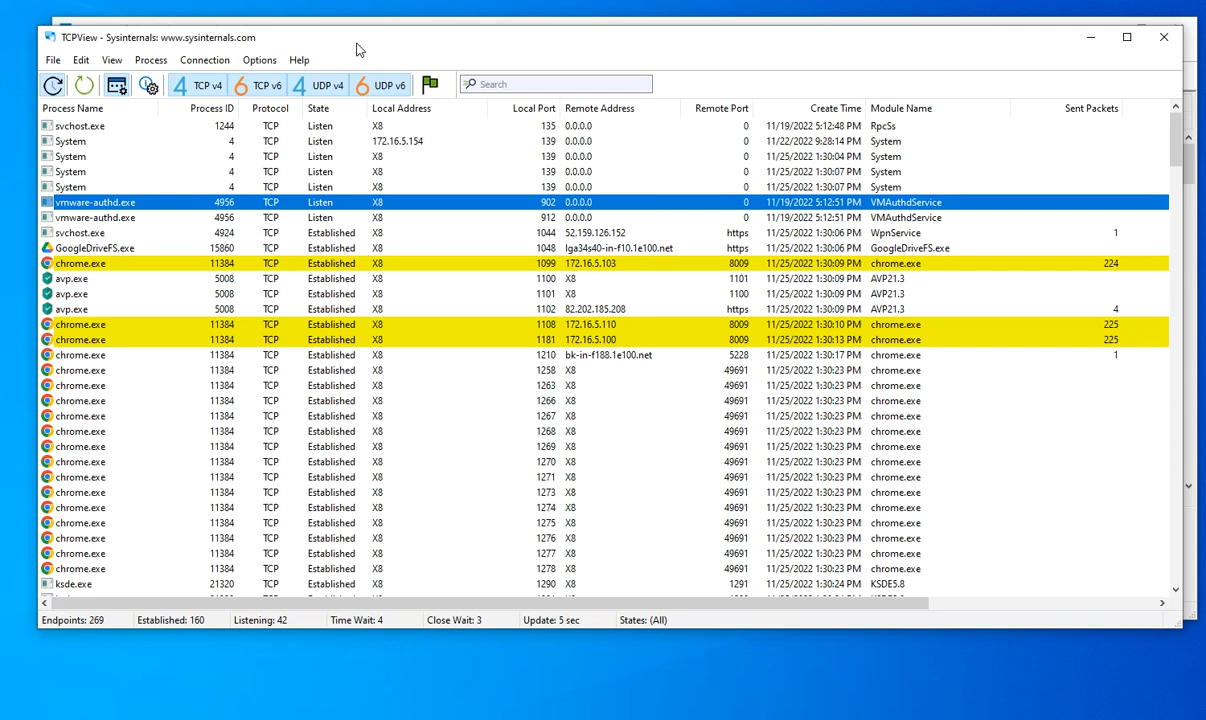 TCPView - Sysinternals: www.sysinternals.com
File Edit View Process Connection Options Help
4 TCP v4 6 TCP v6 4 UDP v4 6 UDP v6 Search
Process Name Process ID Protocol State Local Address Local Port Remote Address Remote Port Create Time Module Name Sent Packets
svchost.exe 1244 TCP Listen X8 135 0.0.0.0 0 11/19/2022 5:12:48 PM RpcSs
System 4 TCP Listen 172.16.5.154 139 0.0.0.0 0 11/22/2022 9:28:14 PM System
System 4 TCP Listen X8 139 0.0.0.0 0 11/25/2022 1:30:04 PM System
System 4 TCP Listen X8 139 0.0.0.0 0 11/25/2022 1:30:07 PM System
System 4 TCP Listen X8 139 0.0.0.0 0 11/25/2022 1:30:07 PM System
vmware-authd.exe 4956 TCP Listen X8 902 0.0.0.0 0 11/19/2022 5:12:51 PM VMAuthdService
vmware-authd.exe 4956 TCP Listen X8 912 0.0.0.0 0 11/19/2022 5:12:51 PM VMAuthdService
svchost.exe 4924 TCP Established X8 1044 52.159.126.152 https 11/25/2022 1:30:06 PM WpnService 1
GoogleDriveFS.exe 15860 TCP Established X8 1048 lga34s40-in-f10.1e100.net https 11/25/2022 1:30:06 PM GoogleDriveFS.exe
chrome.exe 11384 TCP Established X8 1099 172.16.5.103 8009 11/25/2022 1:30:09 PM chrome.exe 224
avp.exe 5008 TCP Established X8 1100 X8 1101 11/25/2022 1:30:09 PM AVP21.3
avp.exe 5008 TCP Established X8 1101 X8 1100 11/25/2022 1:30:09 PM AVP21.3
avp.exe 5008 TCP Established X8 1102 82.202.185.208 https 11/25/2022 1:30:09 PM AVP21.3 4
chrome.exe 11384 TCP Established X8 1108 172.16.5.110 8009 11/25/2022 1:30:10 PM chrome.exe 225
chrome.exe 11384 TCP Established X8 1181 172.16.5.100 8009 11/25/2022 1:30:13 PM chrome.exe 225
chrome.exe 11384 TCP Established X8 1210 bk-in-f188.1e100.net 5228 11/25/2022 1:30:17 PM chrome.exe 1
chrome.exe 11384 TCP Established X8 1258 X8 49691 11/25/2022 1:30:23 PM chrome.exe
chrome.exe 11384 TCP Established X8 1263 X8 49691 11/25/2022 1:30:23 PM chrome.exe
chrome.exe 11384 TCP Established X8 1266 X8 49691 11/25/2022 1:30:23 PM chrome.exe
chrome.exe 11384 TCP Established X8 1267 X8 49691 11/25/2022 1:30:23 PM chrome.exe
chrome.exe 11384 TCP Established X8 1268 X8 49691 11/25/2022 1:30:23 PM chrome.exe
chrome.exe 11384 TCP Established X8 1269 X8 49691 11/25/2022 1:30:23 PM chrome.exe
chrome.exe 11384 TCP Established X8 1270 X8 49691 11/25/2022 1:30:23 PM chrome.exe
chrome.exe 11384 TCP Established X8 1271 X8 49691 11/25/2022 1:30:23 PM chrome.exe
chrome.exe 11384 TCP Established X8 1273 X8 49691 11/25/2022 1:30:23 PM chrome.exe
chrome.exe 11384 TCP Established X8 1274 X8 49691 11/25/2022 1:30:23 PM chrome.exe
chrome.exe 11384 TCP Established X8 1275 X8 49691 11/25/2022 1:30:23 PM chrome.exe
chrome.exe 11384 TCP Established X8 1276 X8 49691 11/25/2022 1:30:23 PM chrome.exe
chrome.exe 11384 TCP Established X8 1277 X8 49691 11/25/2022 1:30:23 PM chrome.exe
chrome.exe 11384 TCP Established X8 1278 X8 49691 11/25/2022 1:30:23 PM chrome.exe
ksde.exe 21320 TCP Established X8 1290 X8 1291 11/25/2022 1:30:24 PM KSDE5.8
Endpoints: 269 Established: 160 Listening: 42 Time Wait: 4 Close Wait: 3 Update: 5 sec States: (All)